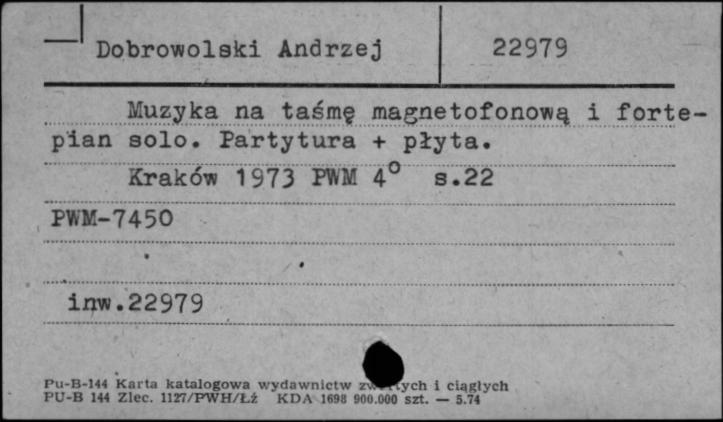 Dobrowolski Andrzej 22979
Muzyka na taśmę magnetofonową i forte-
pian solo. Partytura + płyta.
Kraków 1973 PWM 4° s.22
PWM-7450
inw.22979
Pu-B-144 Karta katalogowa wydawnictw i ciągłych
PU-B 144 Zlec. 1127/PWH/Łź KDA 1698 900.000 szt. — 5.74